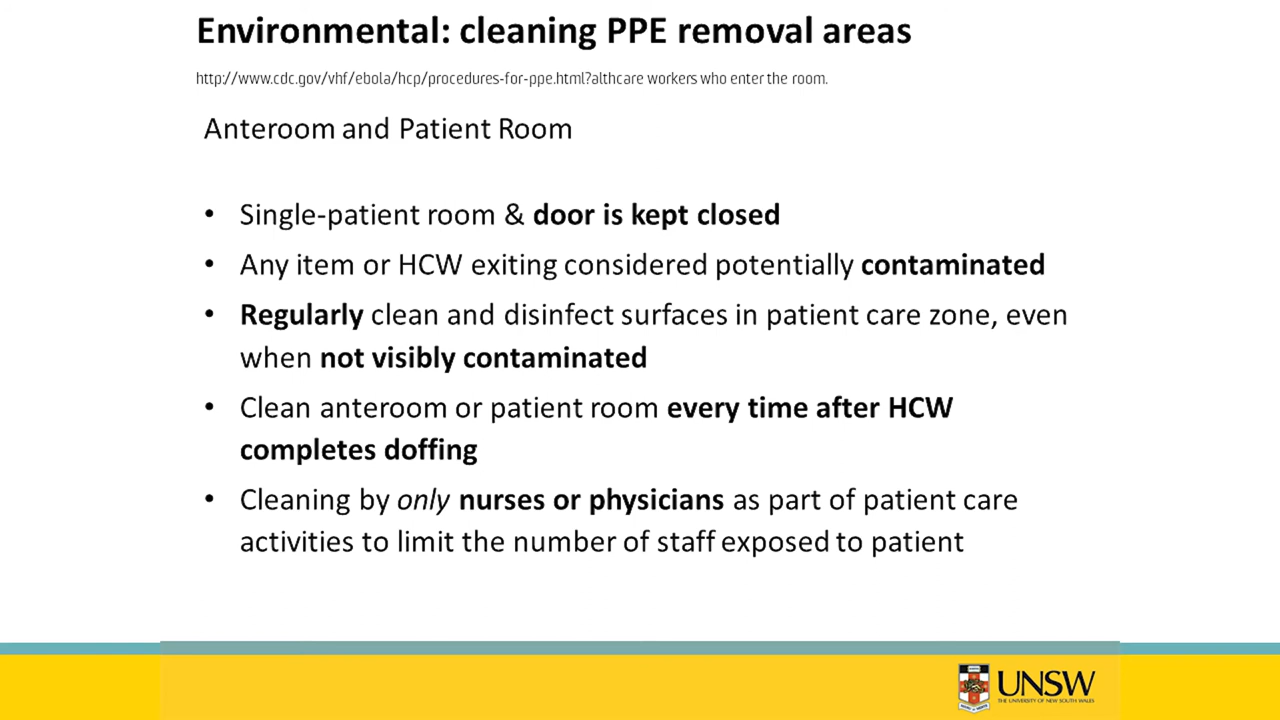 Environmental: cleaning PPE removal areas
http://www.cdc.gov/vhf/ebola/hcp/procedures-for-ppe.html?althcare workers who enter the room.
Anteroom and Patient Room
• Single-patient room & door is kept closed
• Any item or HCW exiting considered potentially contaminated
• Regularly clean and disinfect surfaces in patient care zone, even
when not visibly contaminated
• Clean anteroom or patient room every time after HCW
completes doffing
• Cleaning by only nurses or physicians as part of patient care
activities to limit the number of staff exposed to patient
UNSW
THE UNIVERSITY OF NEW SOUTH WALES